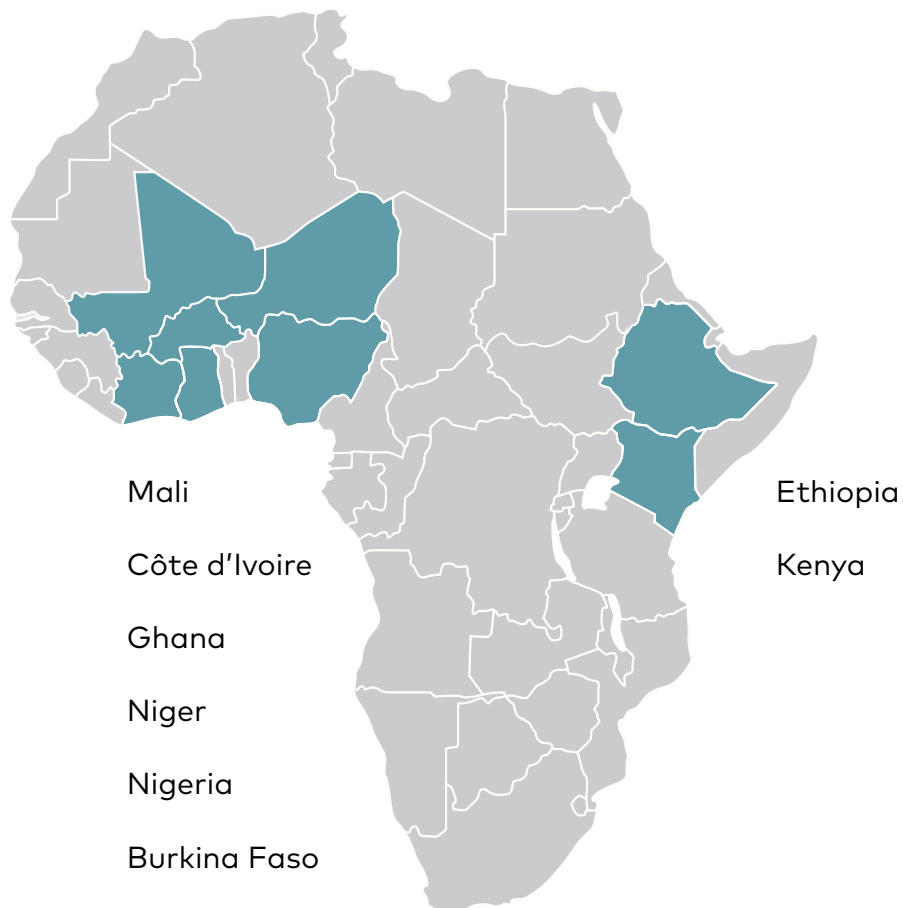 Mali
Côte d’Ivoire
Ghana
Niger
Nigeria
Burkina Faso
Ethiopia
Kenya